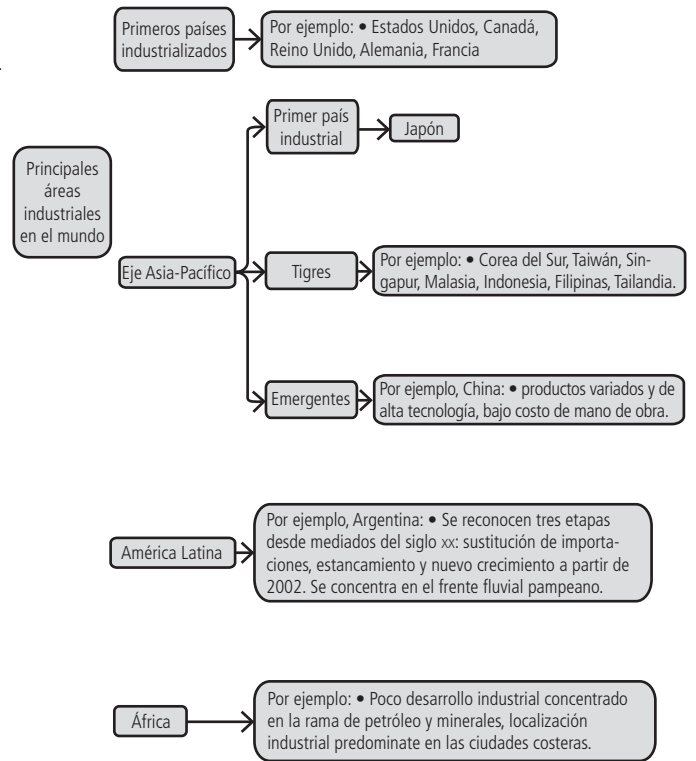 Primeros países
industrializados
Por ejemplo: • Estados Unidos, Canadá,
Reino Unido, Alemania, Francia
Principales
áreas
industriales
en el mundo
Eje Asia-Pacífico
Primer país
industrial
Japón
Tigres
Por ejemplo: • Corea del Sur, Taiwán, Sin-
gapur, Malasia, Indonesia, Filipinas, Tailandia.
Emergentes
Por ejemplo, China: • productos variados y de
alta tecnología, bajo costo de mano de obra.
América Latina
Por ejemplo, Argentina: • Se reconocen tres etapas
desde mediados del siglo xx: sustitución de importa-
ciones, estancamiento y nuevo crecimiento a partir de
2002. Se concentra en el frente fluvial pampeano.
África
Por ejemplo: • Poco desarrollo industrial concentrado
en la rama de petróleo y minerales, localización
industrial predominate en las ciudades costeras.